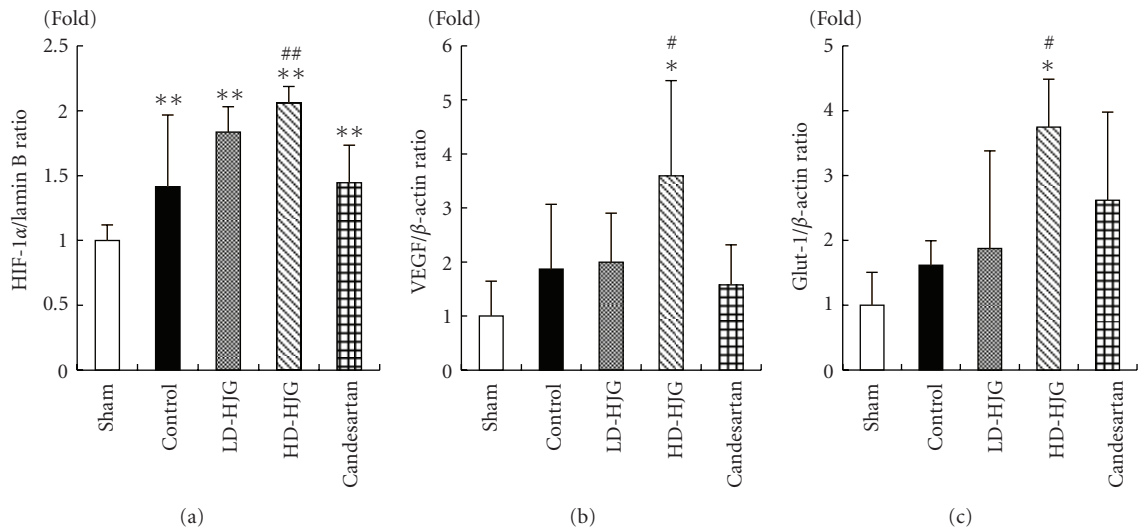 (Fold)
HIF-1α/lamin B ratio
2.5
2
1.5
1
0.5
0
**
**
##
**
**
Sham
Control
LD-HJG
HD-HJG
Candesartan
(a)
(Fold)
VEGF/β-actin ratio
6
5
4
3
2
1
0
#
*
Sham
Control
LD-HJG
HD-HJG
Candesartan
(b)
(Fold)
Glut-1/β-actin ratio
5
4
3
2
1
0
#
*
Sham
Control
LD-HJG
HD-HJG
Candesartan
(c)